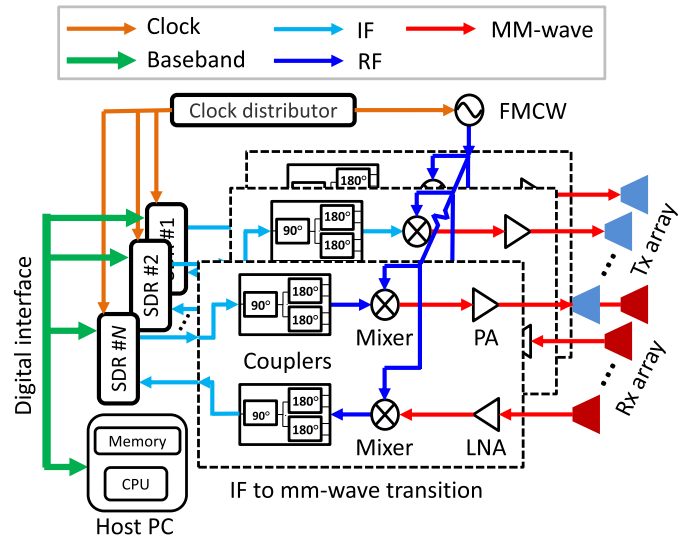 Clock
IF
MM-wave
Baseband
RF
Clock distributor
FMCW
180°
90°
180°
180°
#1
SDR #2
SDR #N
Digital interface
90°
180°
180°
Mixer
PA
Couplers
90°
180°
180°
Mixer
LNA
Tx array
Rx array
Memory
CPU
Host PC
IF to mm-wave transition